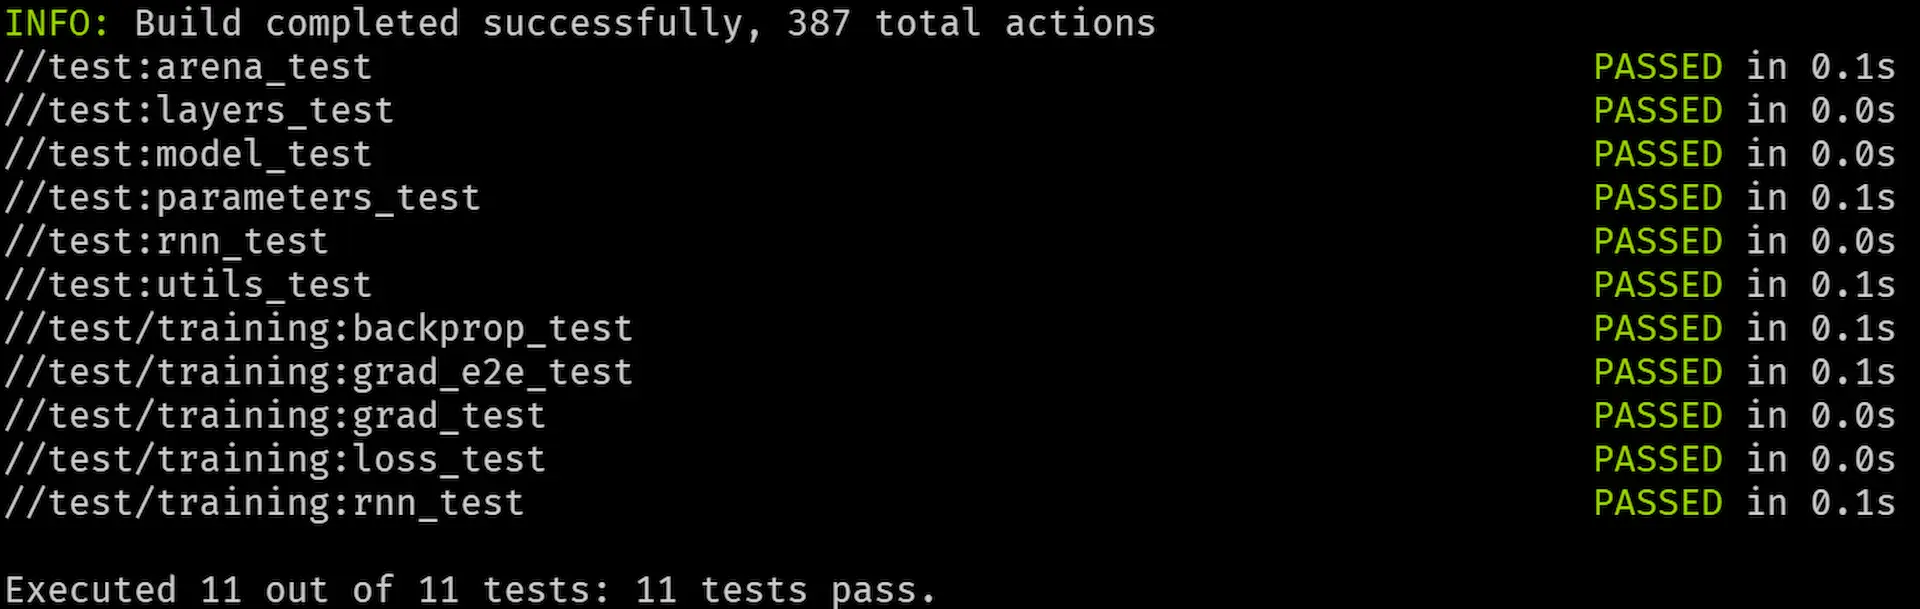 INFO: Build completed successfully, 387 total actions
//test:arena_test PASSED in 0.1s
//test:layers_test PASSED in 0.0s
//test:model_test PASSED in 0.0s
//test:parameters_test PASSED in 0.1s
//test:rnn_test PASSED in 0.0s
//test:utils_test PASSED in 0.1s
//test/training:backprop_test PASSED in 0.1s
//test/training:grad_e2e_test PASSED in 0.1s
//test/training:grad_test PASSED in 0.0s
//test/training:loss_test PASSED in 0.0s
//test/training:rnn_test PASSED in 0.1s
Executed 11 out of 11 tests: 11 tests pass.